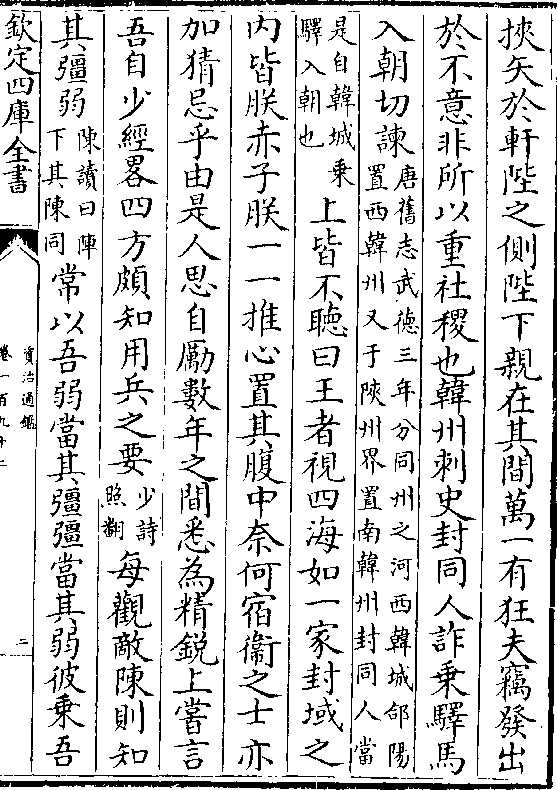 挾矢於軒陛之側陛下親在其間萬一有狂夫竊發出
於不意非所以重社稷也韓州刺史封同人詐乗驛馬
入朝切諫唐舊志武德三年分同州之河西韓城郃陽
置西韓州又于陜州界置南韓州封同人當
是自韓城乗
驛入朝也
上皆不聽曰王者視四海如一家封域之
内皆朕赤子朕一一推心置其腹中奈何宿衞之士亦
加猜忌乎由是人思自勵數年之間悉為精鋭上嘗言
吾自少經畧四方頗知用兵之要少詩
照翻
每觀敵陳則知
其彊弱陳讀曰陣
下其陳同
常以吾弱當其彊彊當其弱彼乗吾
欽定四庫全書
資治通鑑
卷一百九十二
二